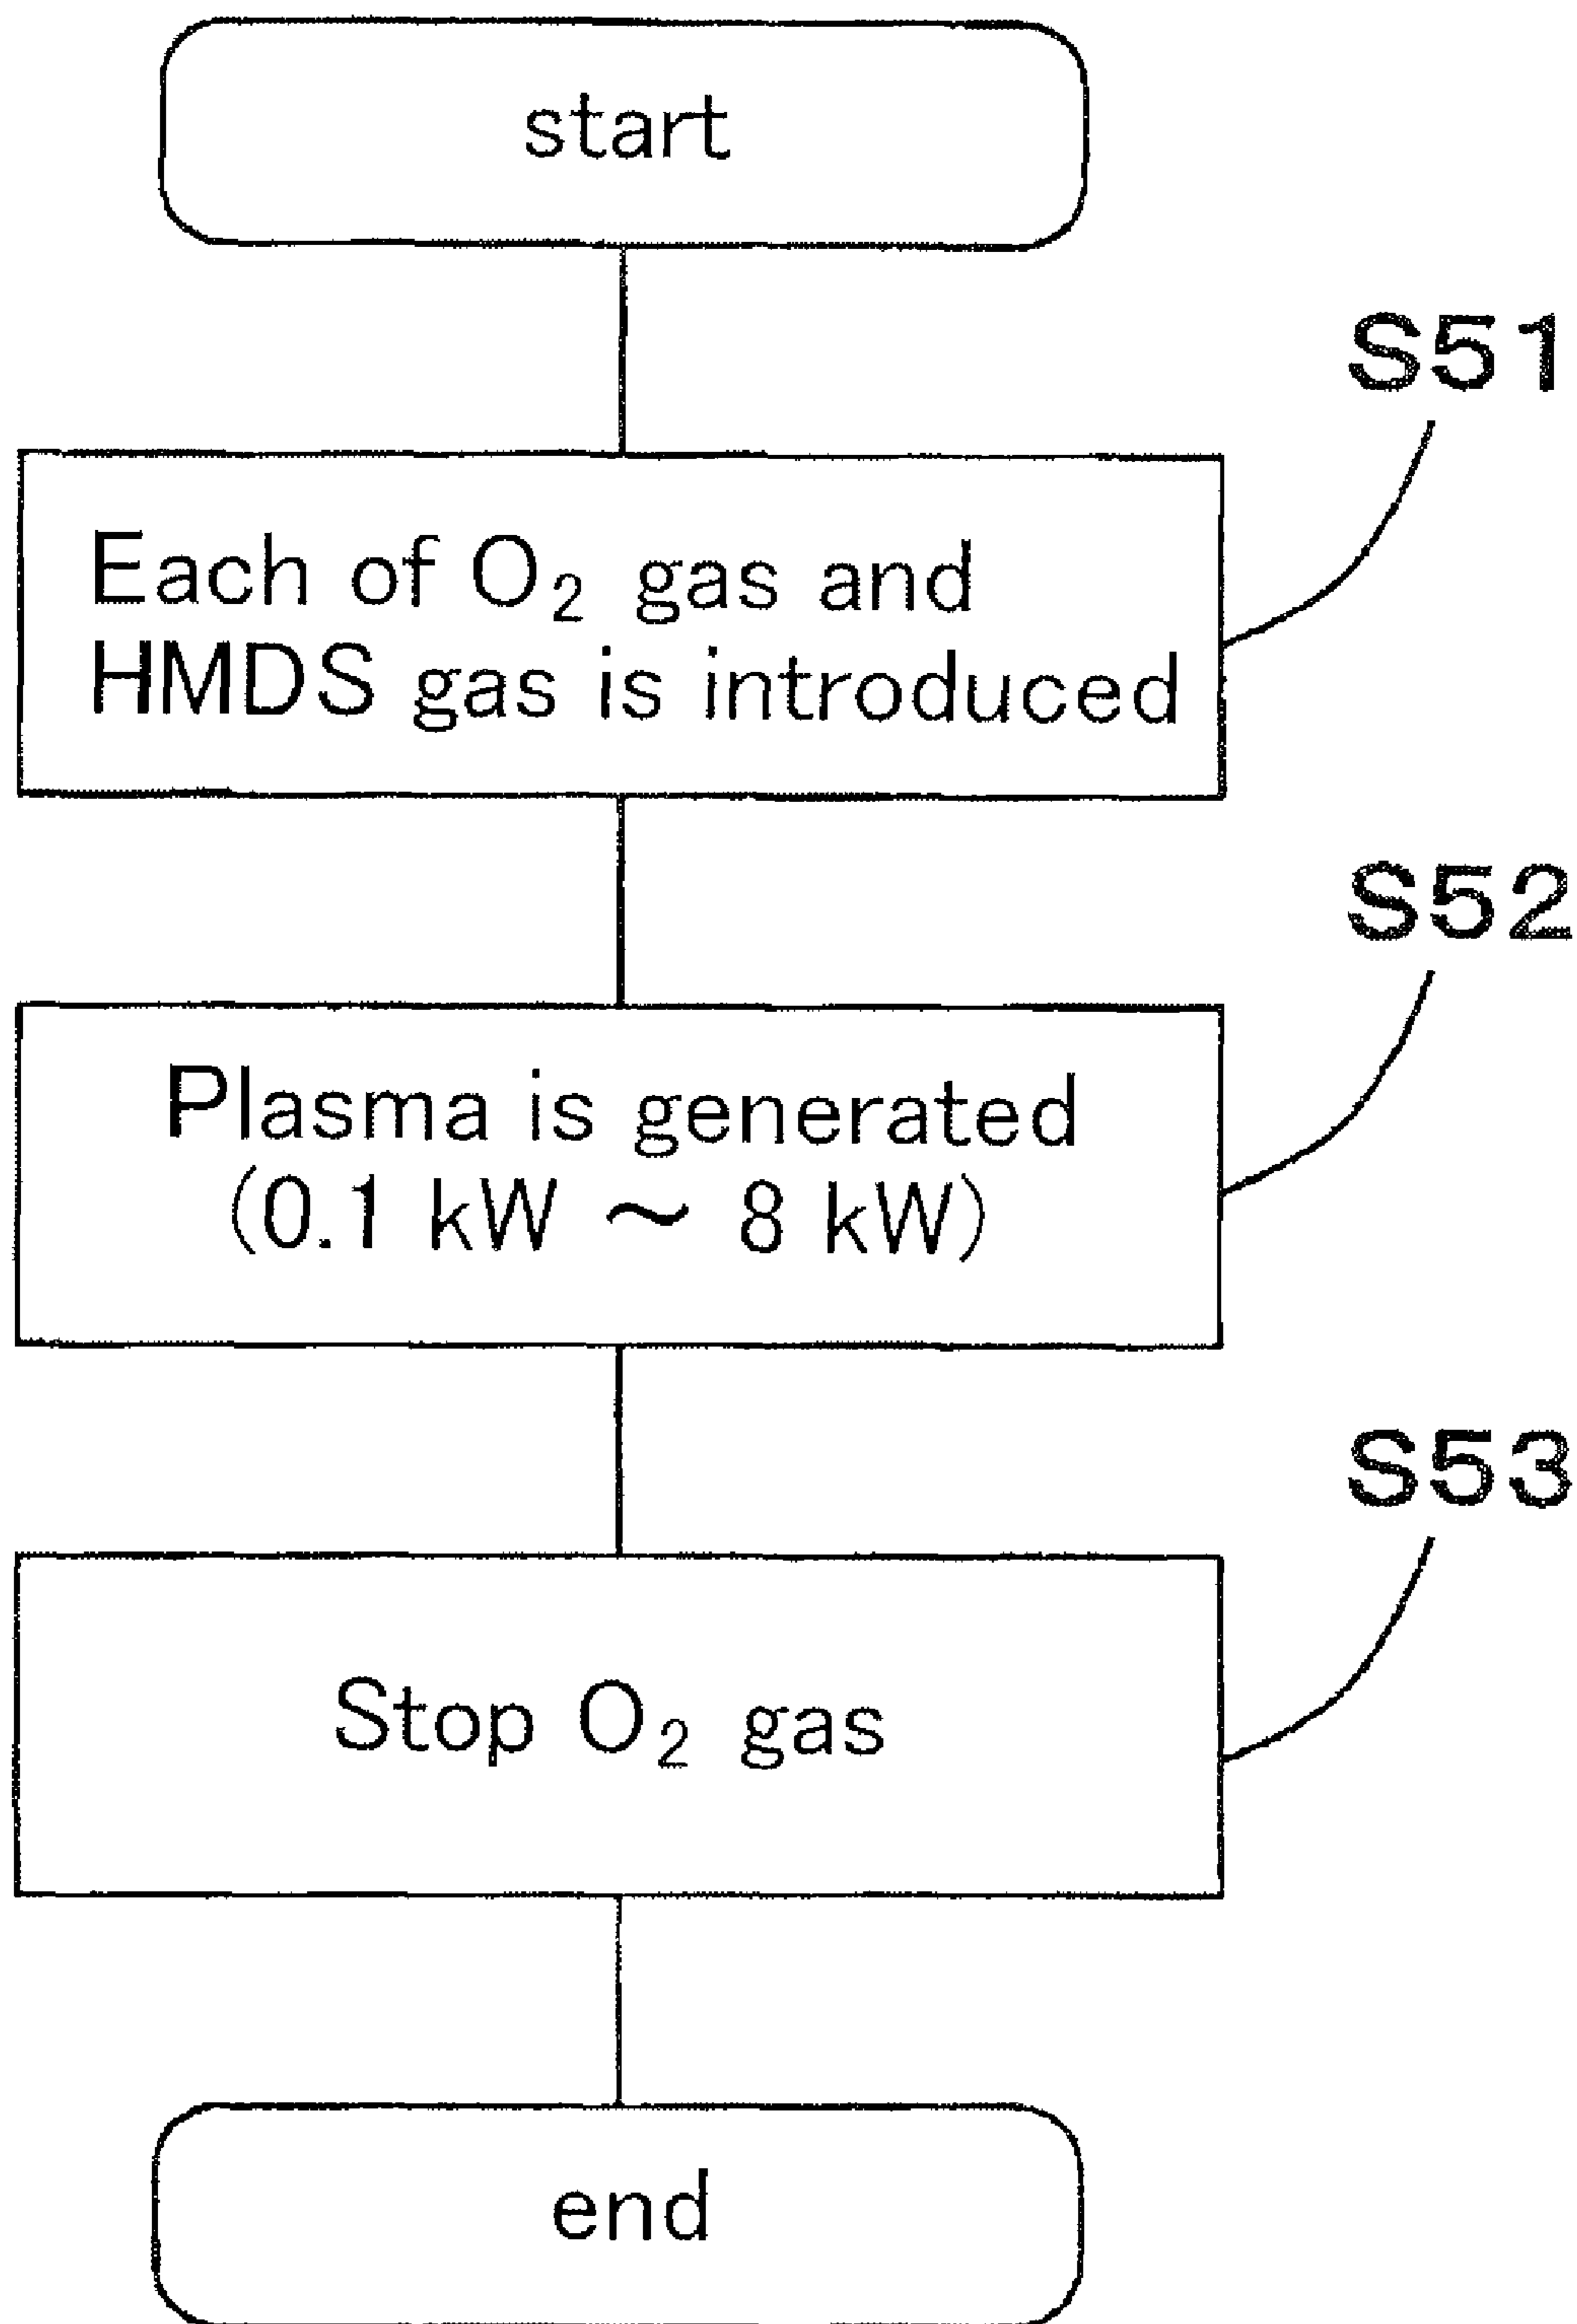 start
S51
Each of O₂ gas and
HMDS gas is introduced
S52
Plasma is generated
(0.1 kW ～ 8 kW)
S53
Stop O₂ gas
end